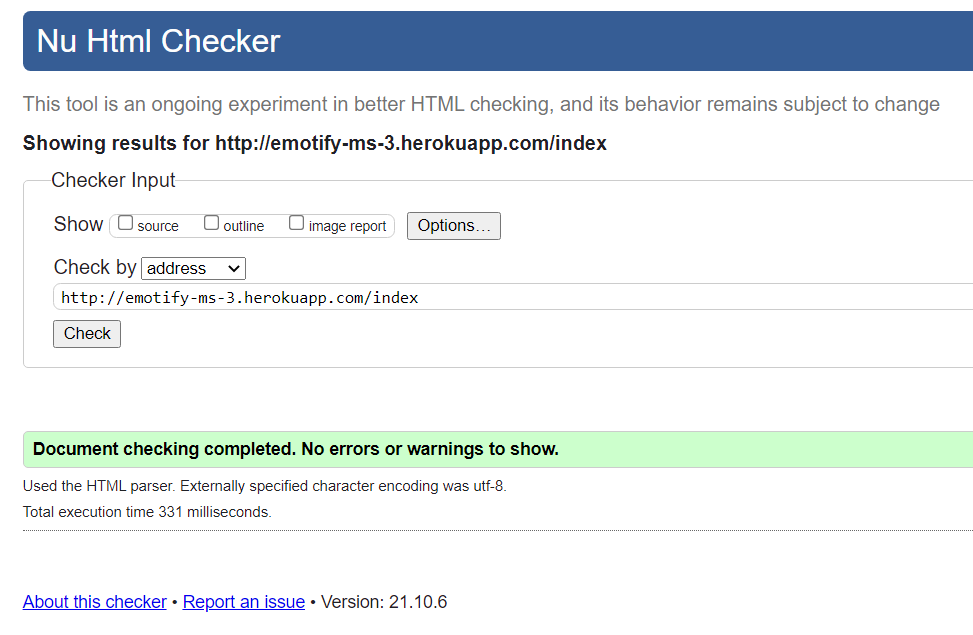 Nu Html Checker
This tool is an ongoing experiment in better HTML checking, and its behavior remains subject to change
Showing results for http://emotify-ms-3.herokuapp.com/index
Checker Input
Show source outline image report Options...
Check by address
http://emotify-ms-3.herokuapp.com/index
Check
Document checking completed. No errors or warnings to show.
Used the HTML parser. Externally specified character encoding was utf-8.
Total execution time 331 milliseconds.
About this checker • Report an issue • Version: 21.10.6